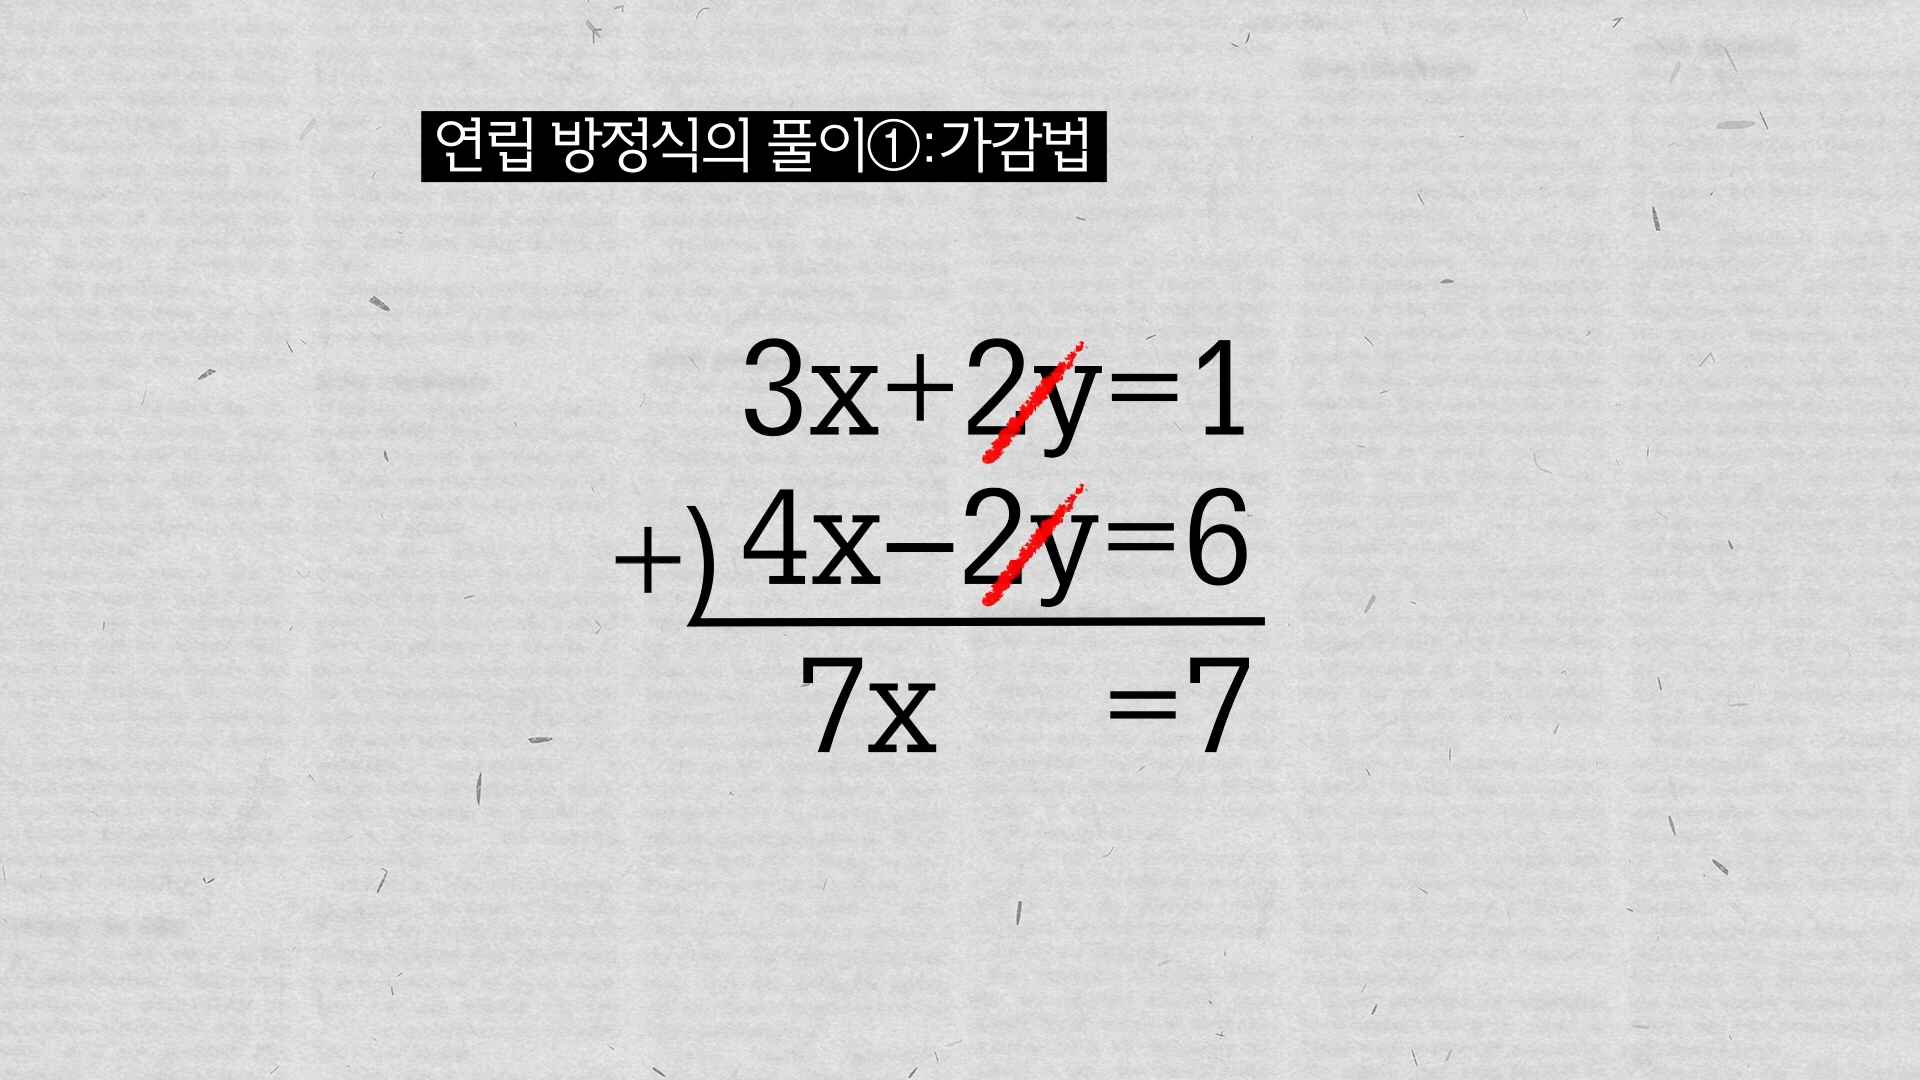 연립 방정식의 풀이①:가감법
3x+2y=1
+) 4x−2y=6
7x =7